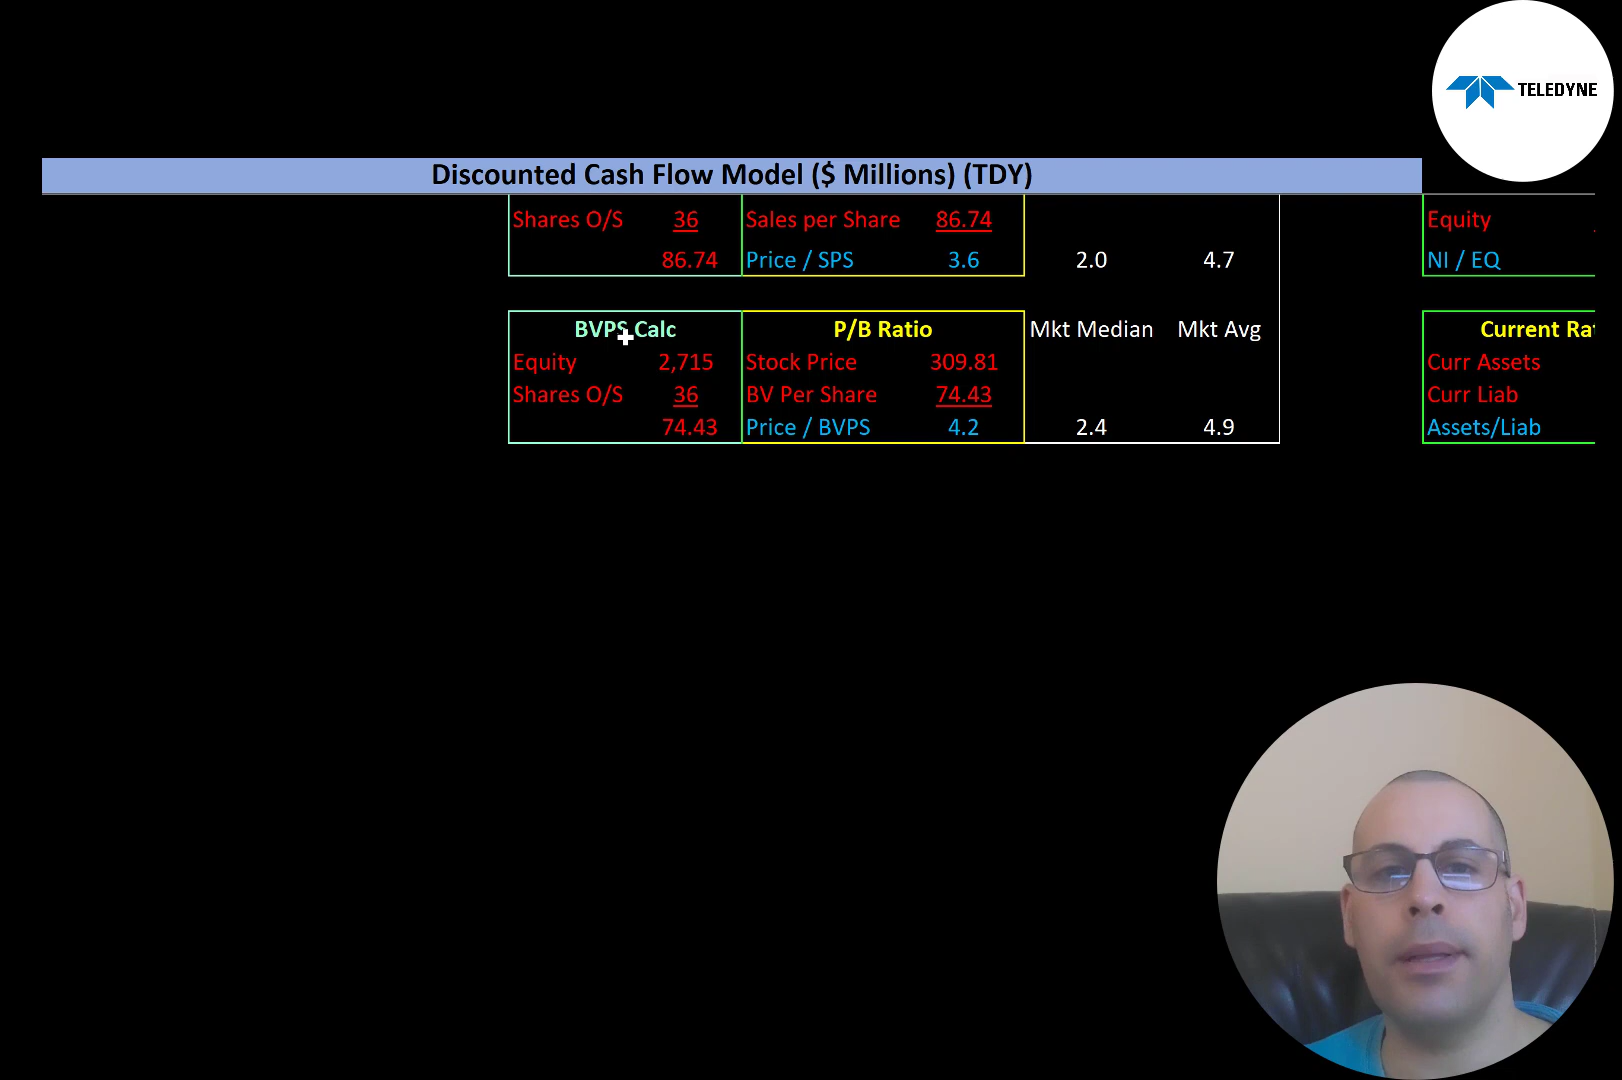 TELEDYNE
Discounted Cash Flow Model ($ Millions) (TDY)
Shares O/S 36 Sales per Share 86.74 Equity
86.74 Price / SPS 3.6 2.0 4.7 NI / EQ
BVPS Calc P/B Ratio Mkt Median Mkt Avg Current
Equity 2,715 Stock Price 309.81 Curr Assets
Shares O/S 36 BV Per Share 74.43 Curr Liab
74.43 Price / BVPS 4.2 2.4 4.9 Assets/Liab